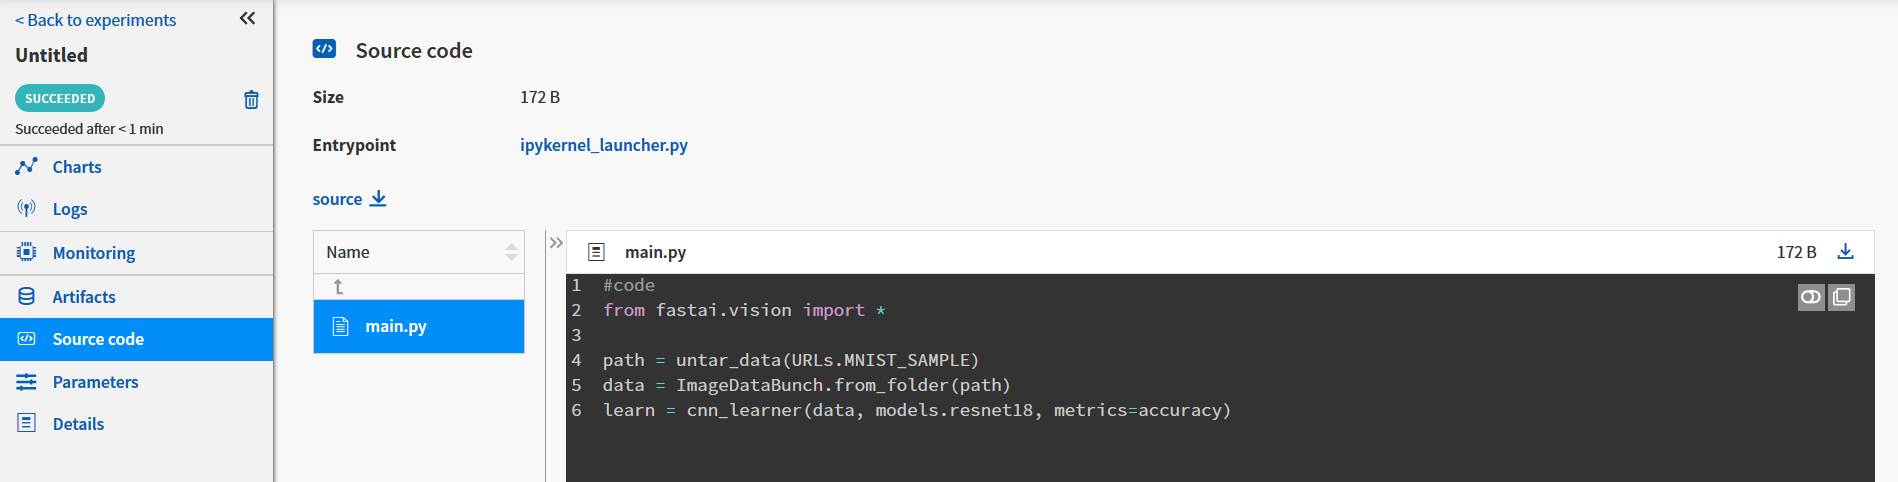 < Back to experiments
Untitled
SUCCEEDED
Succeeded after < 1 min
Charts
Logs
Monitoring
Artifacts
Source code
Parameters
Details
Source code
Size 172 B
Entrypoint ipykernel_launcher.py
source
Name
main.py
main.py 172 B
1 #code
2 from fastai.vision import *
3
4 path = untar_data(URLs.MNIST_SAMPLE)
5 data = ImageDataBunch.from_folder(path)
6 learn = cnn_learner(data, models.resnet18, metrics=accuracy)